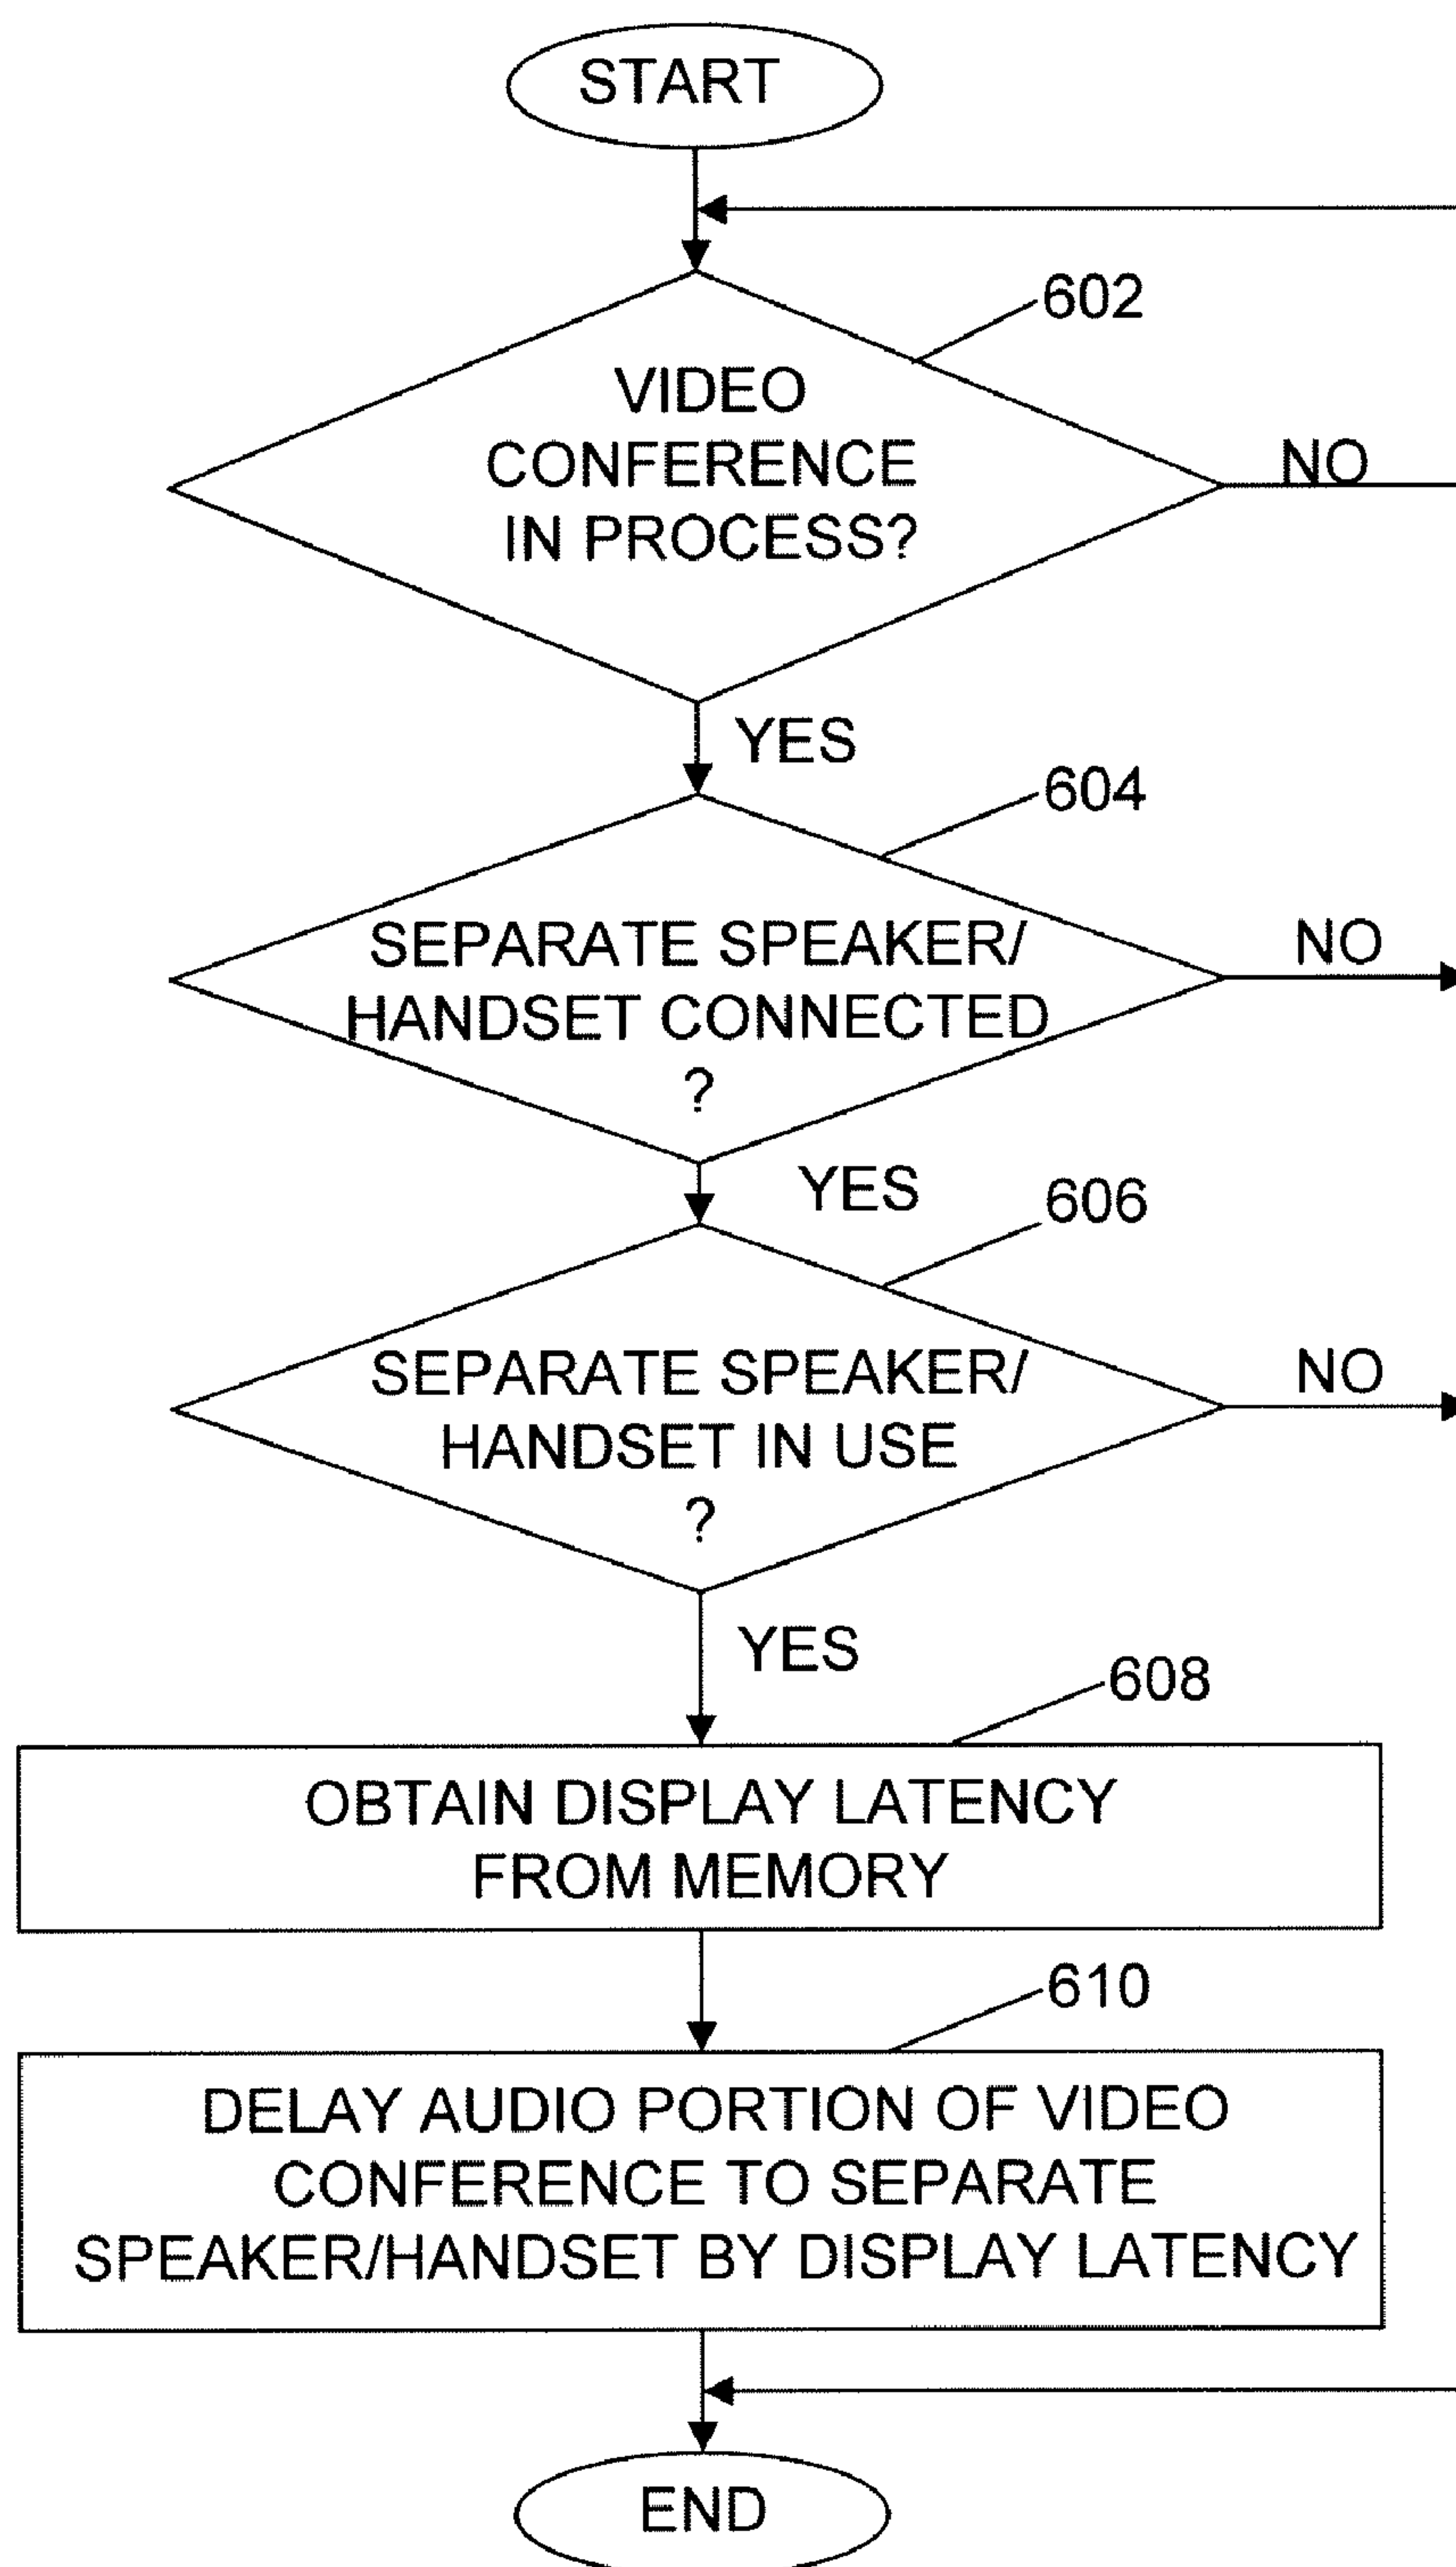 START
602
VIDEO
CONFERENCE
IN PROCESS?
NO
YES
604
SEPARATE SPEAKER/
HANDSET CONNECTED
?
NO
YES
606
SEPARATE SPEAKER/
HANDSET IN USE
?
NO
YES
608
OBTAIN DISPLAY LATENCY
FROM MEMORY
610
DELAY AUDIO PORTION OF VIDEO
CONFERENCE TO SEPARATE
SPEAKER/HANDSET BY DISPLAY LATENCY
END